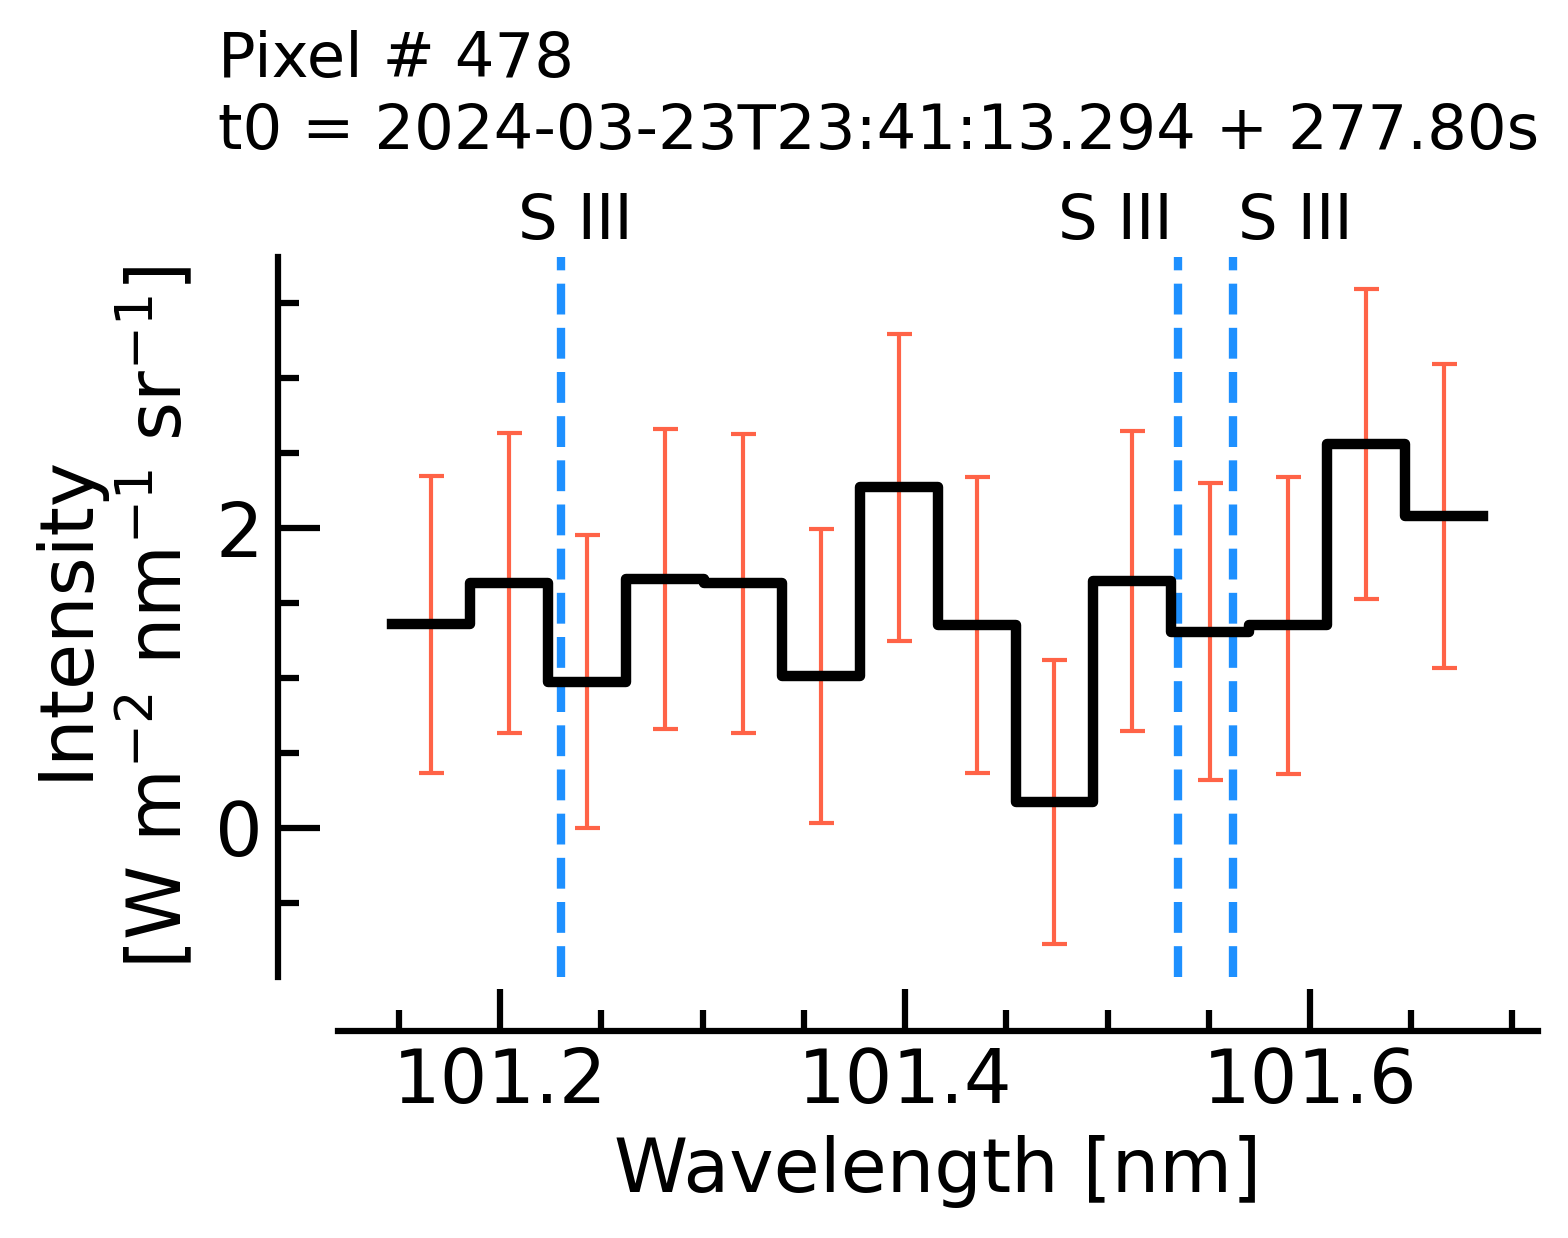 Pixel # 478
t0 = 2024-03-23T23:41:13.294 + 277.80s
S III S III S III
Intensity
[W m⁻² nm⁻¹ sr⁻¹]
2
0
101.2 101.4 101.6
Wavelength [nm]